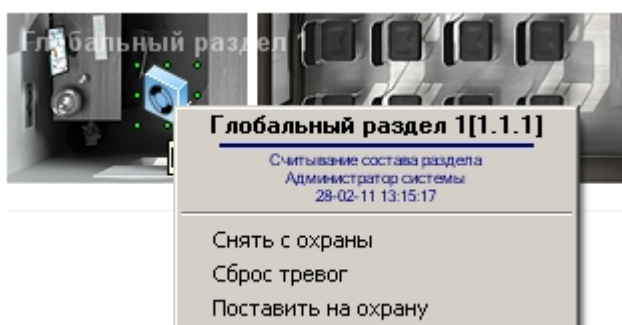 Глобальный раздел 1
Глобальный раздел 1[1.1.1]
Считывание состава раздела
Администратор системы
28-02-11 13:15:17
Снять с охраны
Сброс тревог
Поставить на охрану